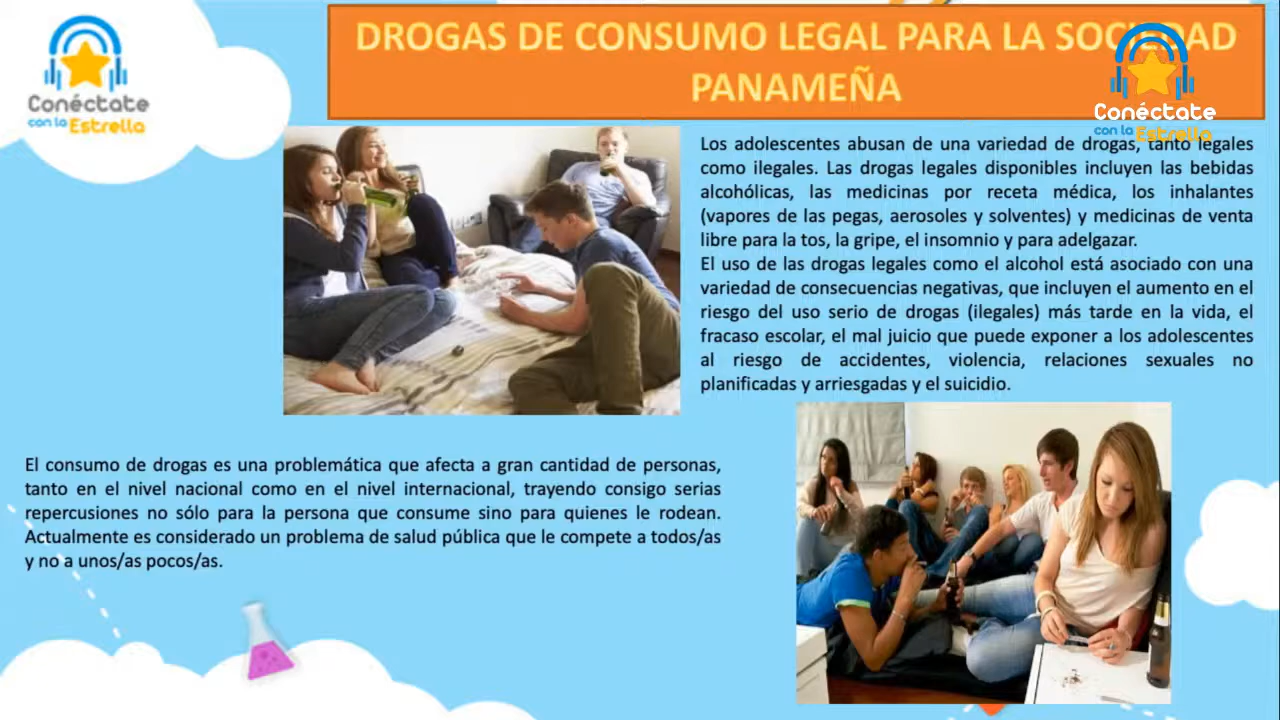 Conéctate
con la Estrella
DROGAS DE CONSUMO LEGAL PARA LA SOCIEDAD
PANAMEÑA
Conéctate
con la Estrella
Los adolescentes abusan de una variedad de drogas, tanto legales
como ilegales. Las drogas legales disponibles incluyen las bebidas
alcohólicas, las medicinas por receta médica, los inhalantes
(vapores de las pegas, aerosoles y solventes) y medicinas de venta
libre para la tos, la gripe, el insomnio y para adelgazar.
El uso de las drogas legales como el alcohol está asociado con una
variedad de consecuencias negativas, que incluyen el aumento en el
riesgo del uso serio de drogas (ilegales) más tarde en la vida, el
fracaso escolar, el mal juicio que puede exponer a los adolescentes
al riesgo de accidentes, violencia, relaciones sexuales no
planificadas y arriesgadas y el suicidio.
El consumo de drogas es una problemática que afecta a gran cantidad de personas,
tanto en el nivel nacional como en el nivel internacional, trayendo consigo serias
repercusiones no sólo para la persona que consume sino para quienes le rodean.
Actualmente es considerado un problema de salud pública que le compete a todos/as
y no a unos/as pocos/as.